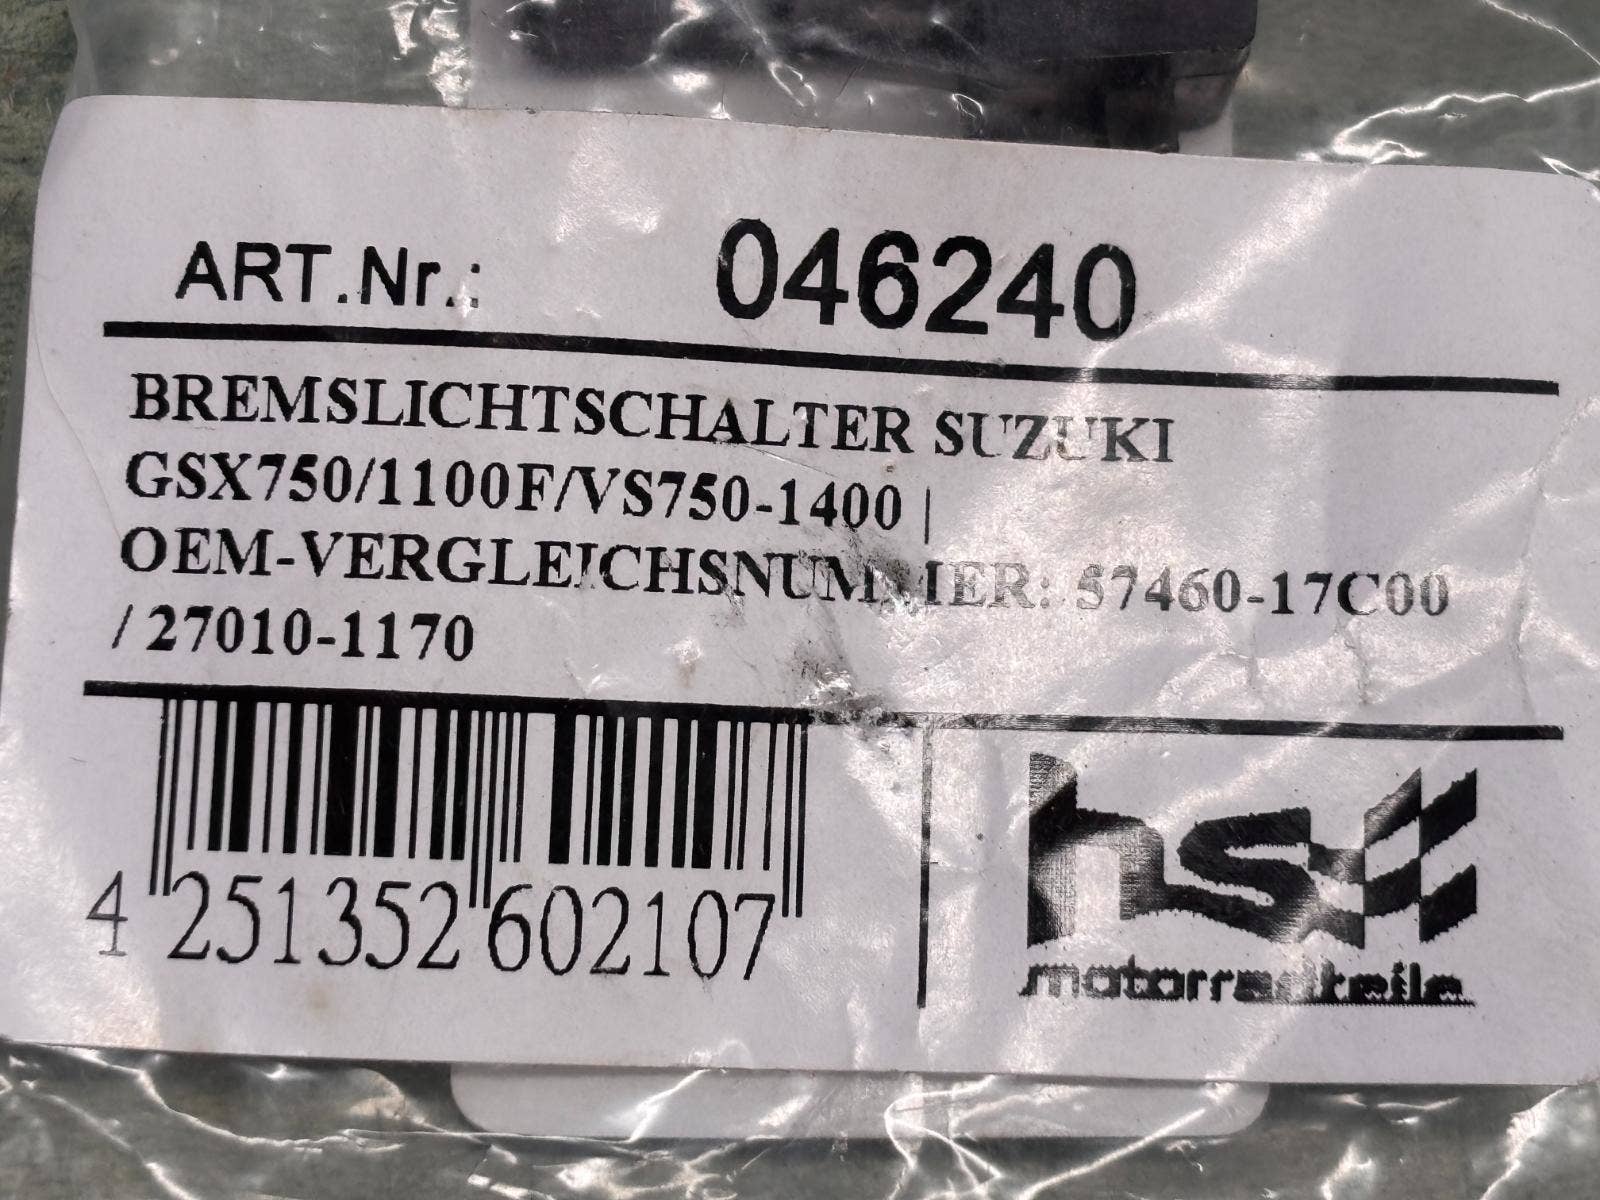 ART.Nr.: 046240
BREMSLICHTSCHALTER SUZUKI
GSX750/1100F/VS750-1400 |
OEM-VERGLEICHSNUMMER: 57460-17C00
/ 27010-1170
4 251352 602107
hs
motorradteile